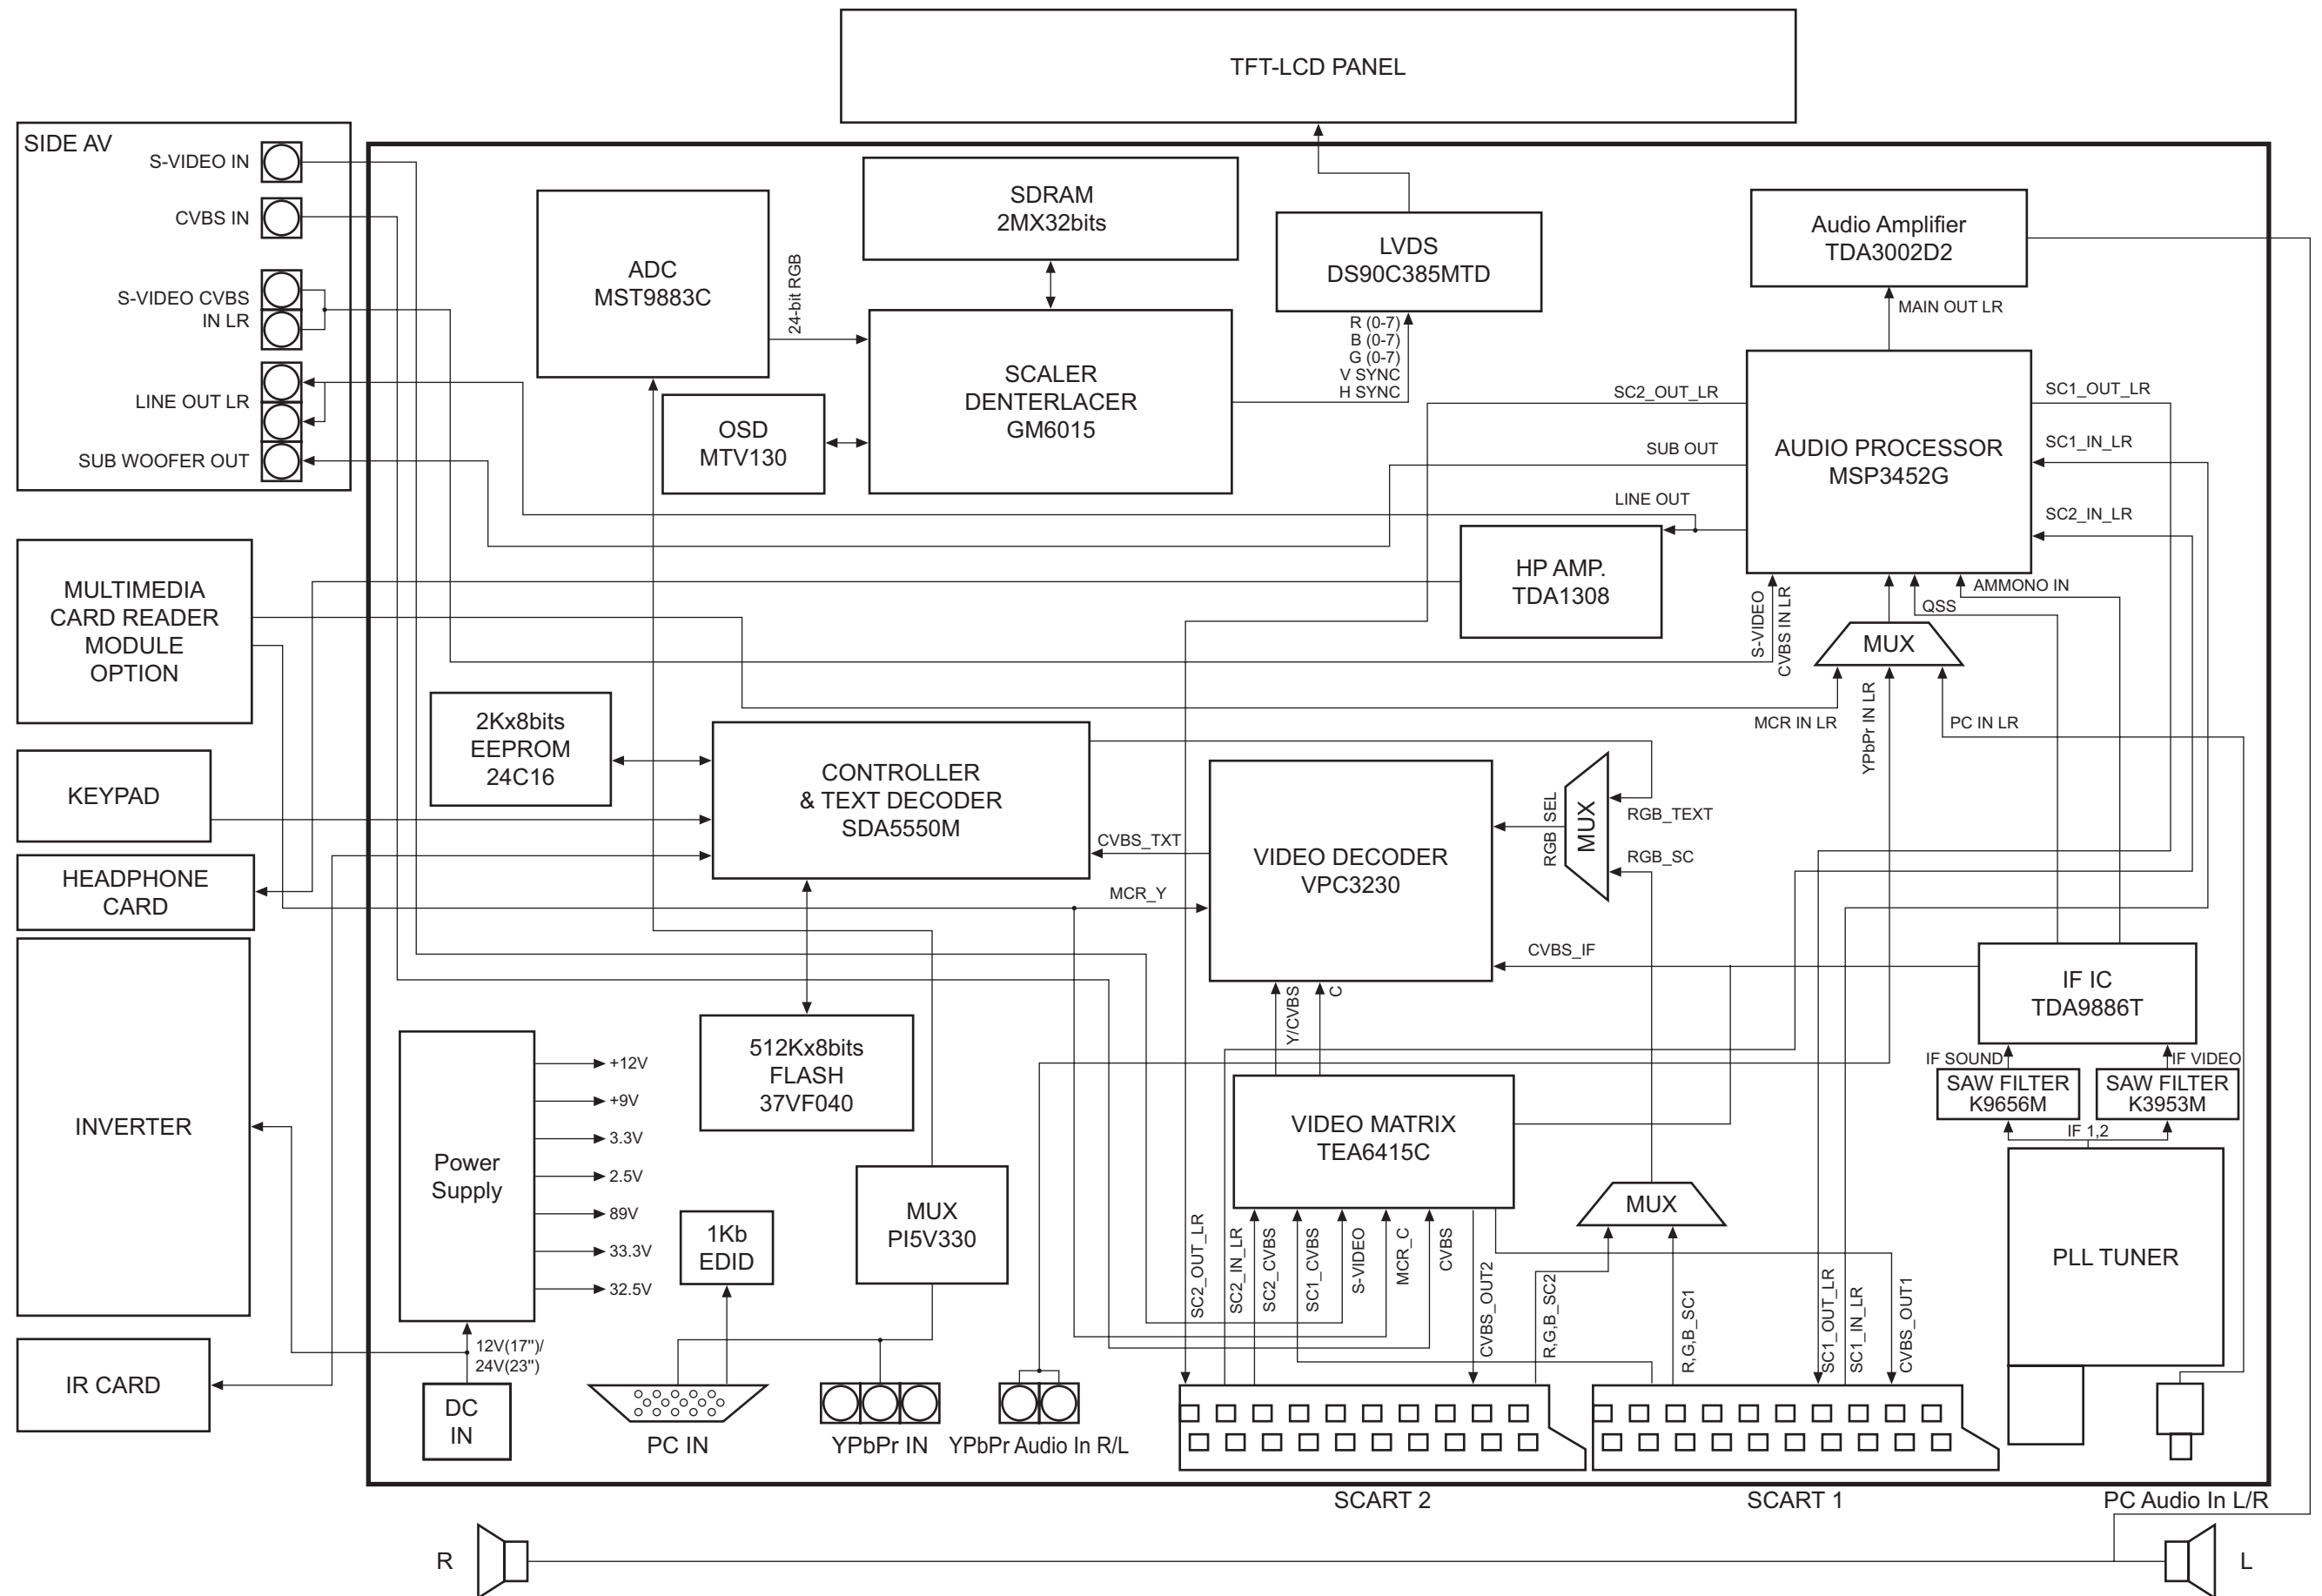 TFT-LCD PANEL
SIDE AV
S-VIDEO IN
CVBS IN
S-VIDEO CVBS
IN LR
LINE OUT LR
SUB WOOFER OUT
MULTIMEDIA
CARD READER
MODULE
OPTION
KEYPAD
HEADPHONE
CARD
INVERTER
IR CARD
ADC
MST9883C
24-bit RGB
SDRAM
2MX32bits
SCALER
DENTERLACER
GM6015
OSD
MTV130
LVDS
DS90C385MTD
R (0-7)
B (0-7)
G (0-7)
V SYNC
H SYNC
Audio Amplifier
TDA3002D2
MAIN OUT LR
AUDIO PROCESSOR
MSP3452G
SC2_OUT_LR
SUB OUT
LINE OUT
SC1_OUT_LR
SC1_IN_LR
SC2_IN_LR
HP AMP.
TDA1308
S-VIDEO
CVBS IN LR
QSS
AMMONO IN
MUX
MCR IN LR
YPbPr IN LR
PC IN LR
2Kx8bits
EEPROM
24C16
CONTROLLER
& TEXT DECODER
SDA5550M
CVBS_TXT
MCR_Y
VIDEO DECODER
VPC3230
RGB SEL
MUX
RGB_TEXT
RGB_SC
CVBS_IF
Y/CVBS
C
IF IC
TDA9886T
IF SOUND
IF VIDEO
SAW FILTER
K9656M
SAW FILTER
K3953M
IF 1,2
PLL TUNER
512Kx8bits
FLASH
37VF040
Power
Supply
+12V
+9V
3.3V
2.5V
89V
33.3V
32.5V
12V(17")/
24V(23")
DC
IN
1Kb
EDID
MUX
PI5V330
VIDEO MATRIX
TEA6415C
MUX
SC2_OUT_LR
SC2_IN_LR
SC2_CVBS
SC1_CVBS
S-VIDEO
MCR_C
CVBS
CVBS_OUT2
R,G,B_SC2
R,G,B_SC1
SC1_OUT_LR
SC1_IN_LR
CVBS_OUT1
PC IN
YPbPr IN
YPbPr Audio In R/L
SCART 2
SCART 1
PC Audio In L/R
R
L